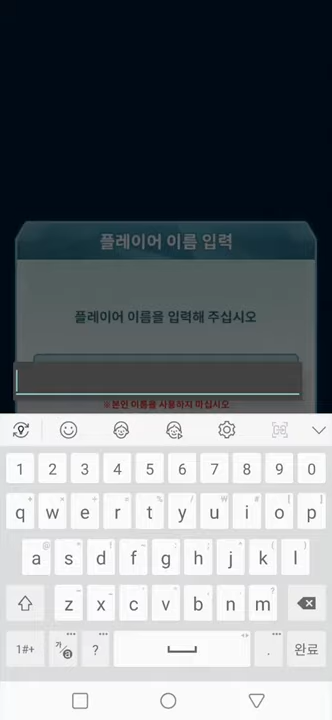 플레이어 이름 입력
플레이어 이름을 입력해 주십시오
※본인 이름을 사용하지 마십시오
1 2 3 4 5 6 7 8 9 0
q w e r t y u i o p
a s d f g h j k l
z x c v b n m
1#+ 가/a ? . 완료